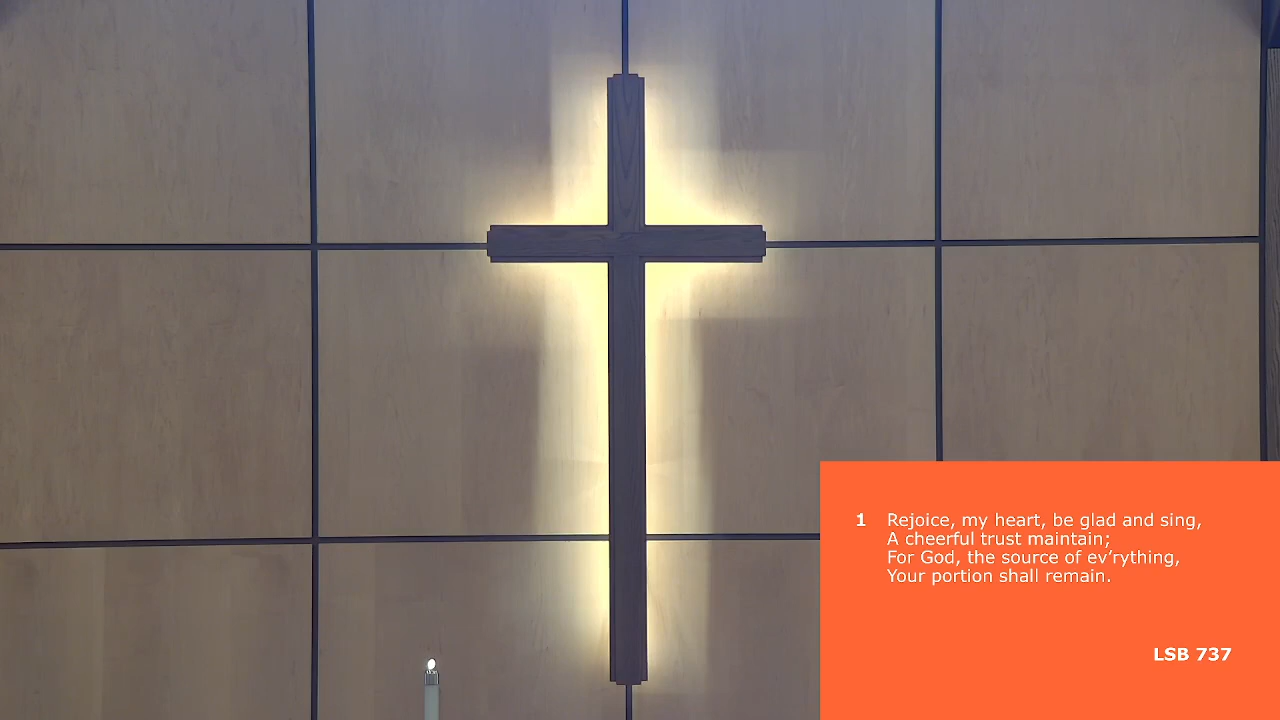 1 Rejoice, my heart, be glad and sing,
A cheerful trust maintain;
For God, the source of ev’rything,
Your portion shall remain.
LSB 737